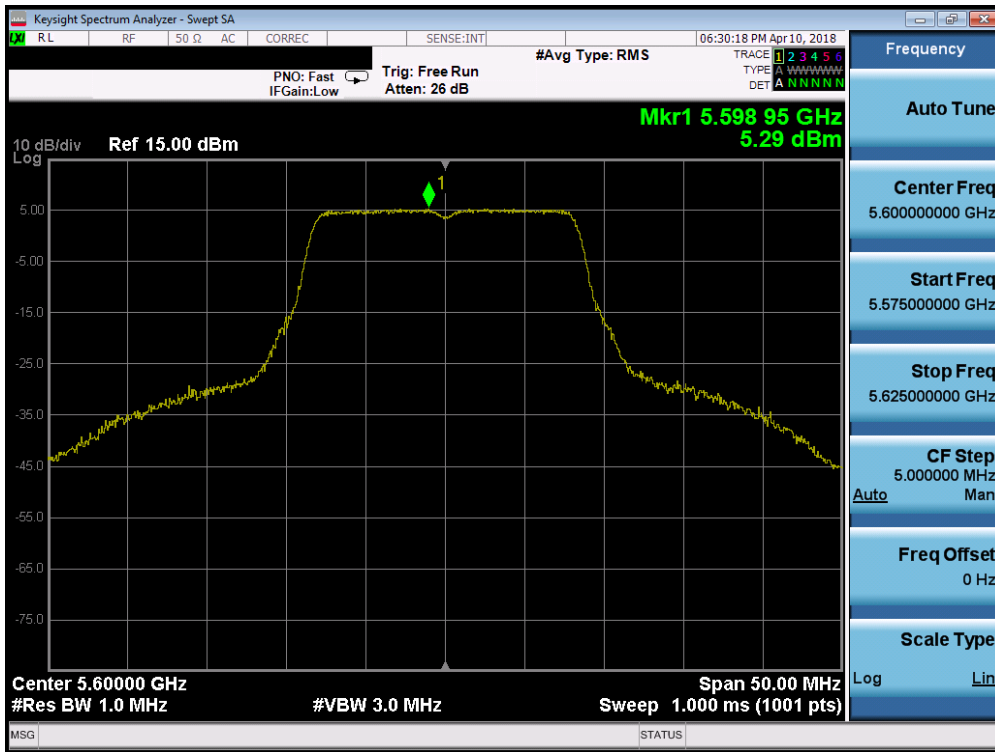 Keysight Spectrum Analyzer - Swept SA
LXI RL RF 50 Ω AC CORREC SENSE:INT 06:30:18 PM Apr 10, 2018
Frequency
#Avg Type: RMS
TRACE 1 2 3 4 5 6
TYPE A WWWWW
DET A N N N N N
PNO: Fast
IFGain:Low
Trig: Free Run
Atten: 26 dB
Auto Tune
Mkr1 5.598 95 GHz
5.29 dBm
10 dB/div
Log
Ref 15.00 dBm
1
5.00
-5.00
-15.0
-25.0
-35.0
-45.0
-55.0
-65.0
-75.0
Center 5.60000 GHz
Span 50.00 MHz
#Res BW 1.0 MHz
#VBW 3.0 MHz
Sweep 1.000 ms (1001 pts)
Center Freq
5.600000000 GHz
Start Freq
5.575000000 GHz
Stop Freq
5.625000000 GHz
CF Step
5.000000 MHz
Auto Man
Freq Offset
0 Hz
Scale Type
Log Lin
MSG STATUS